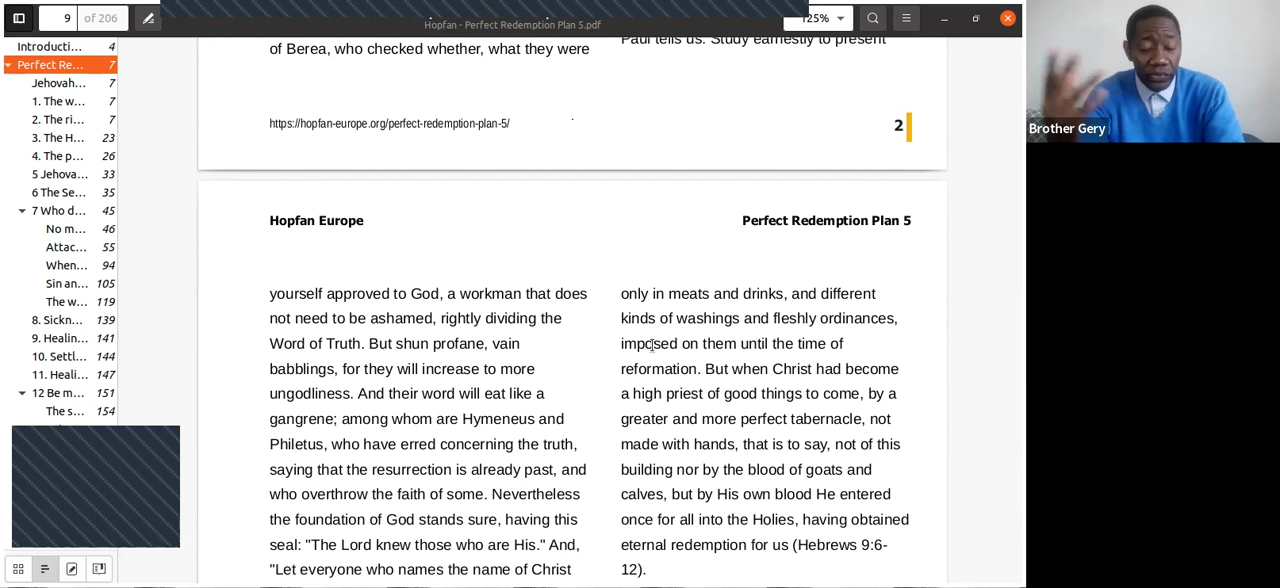 9 of 206
Hopfan - Perfect Redemption Plan 5.pdf
125%
Introducti... 4
Perfect Re... 7
Jehovah... 7
1. The w... 7
2. The ri... 7
3. The H... 23
4. The p... 26
5 Jehova... 33
6 The Se... 35
7 Who d... 45
No m... 46
Attac... 55
When... 94
Sin an... 105
The w... 119
8. Sickn... 139
9. Healin... 141
10. Settl... 144
11. Heali... 147
12 Be m... 151
The s... 154
of Berea, who checked whether, what they were
Paul tells us. Study earnestly to present
https://hopfan-europe.org/perfect-redemption-plan-5/
2
Hopfan Europe
Perfect Redemption Plan 5
yourself approved to God, a workman that does
not need to be ashamed, rightly dividing the
Word of Truth. But shun profane, vain
babblings, for they will increase to more
ungodliness. And their word will eat like a
gangrene; among whom are Hymeneus and
Philetus, who have erred concerning the truth,
saying that the resurrection is already past, and
who overthrow the faith of some. Nevertheless
the foundation of God stands sure, having this
seal: "The Lord knew those who are His." And,
"Let everyone who names the name of Christ
only in meats and drinks, and different
kinds of washings and fleshly ordinances,
imposed on them until the time of
reformation. But when Christ had become
a high priest of good things to come, by a
greater and more perfect tabernacle, not
made with hands, that is to say, not of this
building nor by the blood of goats and
calves, but by His own blood He entered
once for all into the Holies, having obtained
eternal redemption for us (Hebrews 9:6-
12).
Brother Gery